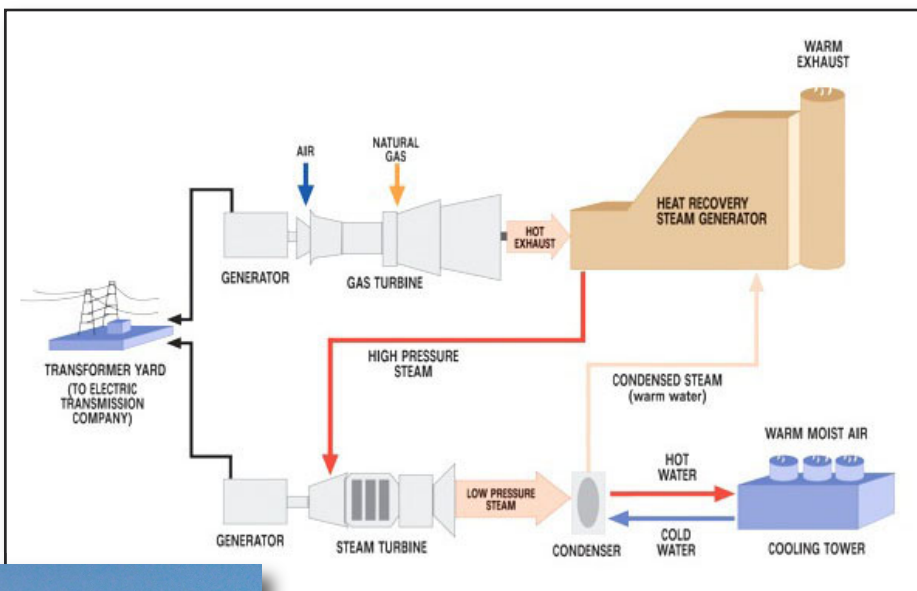 WARM
EXHAUST
AIR
NATURAL
GAS
HEAT RECOVERY
STEAM GENERATOR
HOT
EXHAUST
GENERATOR
GAS TURBINE
HIGH PRESSURE
STEAM
TRANSFORMER YARD
(TO ELECTRIC
TRANSMISSION
COMPANY)
CONDENSED STEAM
(warm water)
WARM MOIST AIR
HOT
WATER
LOW PRESSURE
STEAM
GENERATOR
STEAM TURBINE
CONDENSER
COLD
WATER
COOLING TOWER